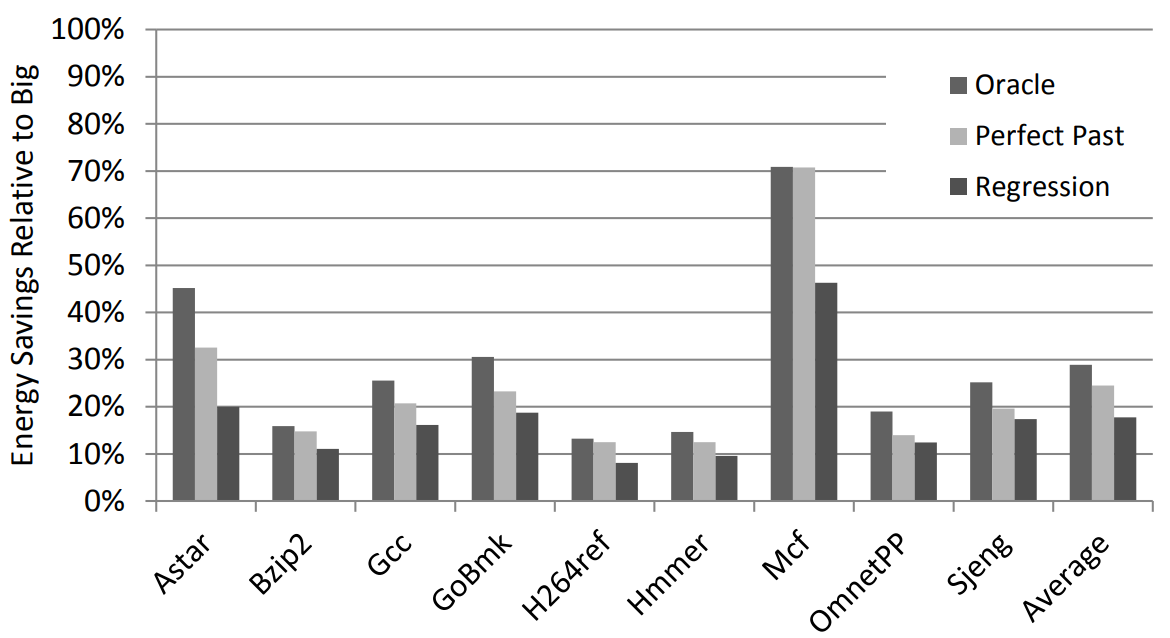 Energy Savings Relative to Big
100%
90%
80%
70%
60%
50%
40%
30%
20%
10%
0%
Oracle
Perfect Past
Regression
Astar
Bzip2
Gcc
GoBmk
H264ref
Hmmer
Mcf
OmnetPP
Sjeng
Average